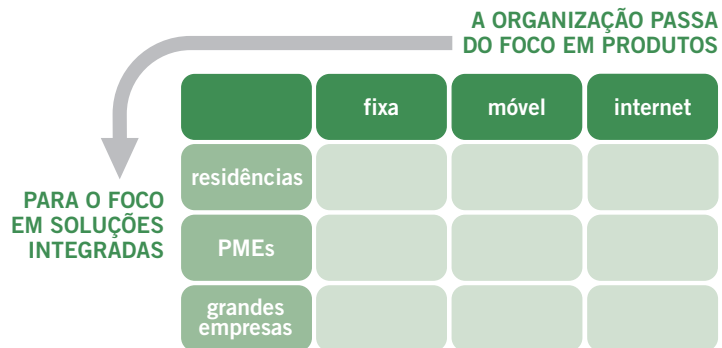 A ORGANIZAÇÃO PASSA
DO FOCO EM PRODUTOS
fixa
móvel
internet
residências
PARA O FOCO
EM SOLUÇÕES
INTEGRADAS
PMEs
grandes
empresas